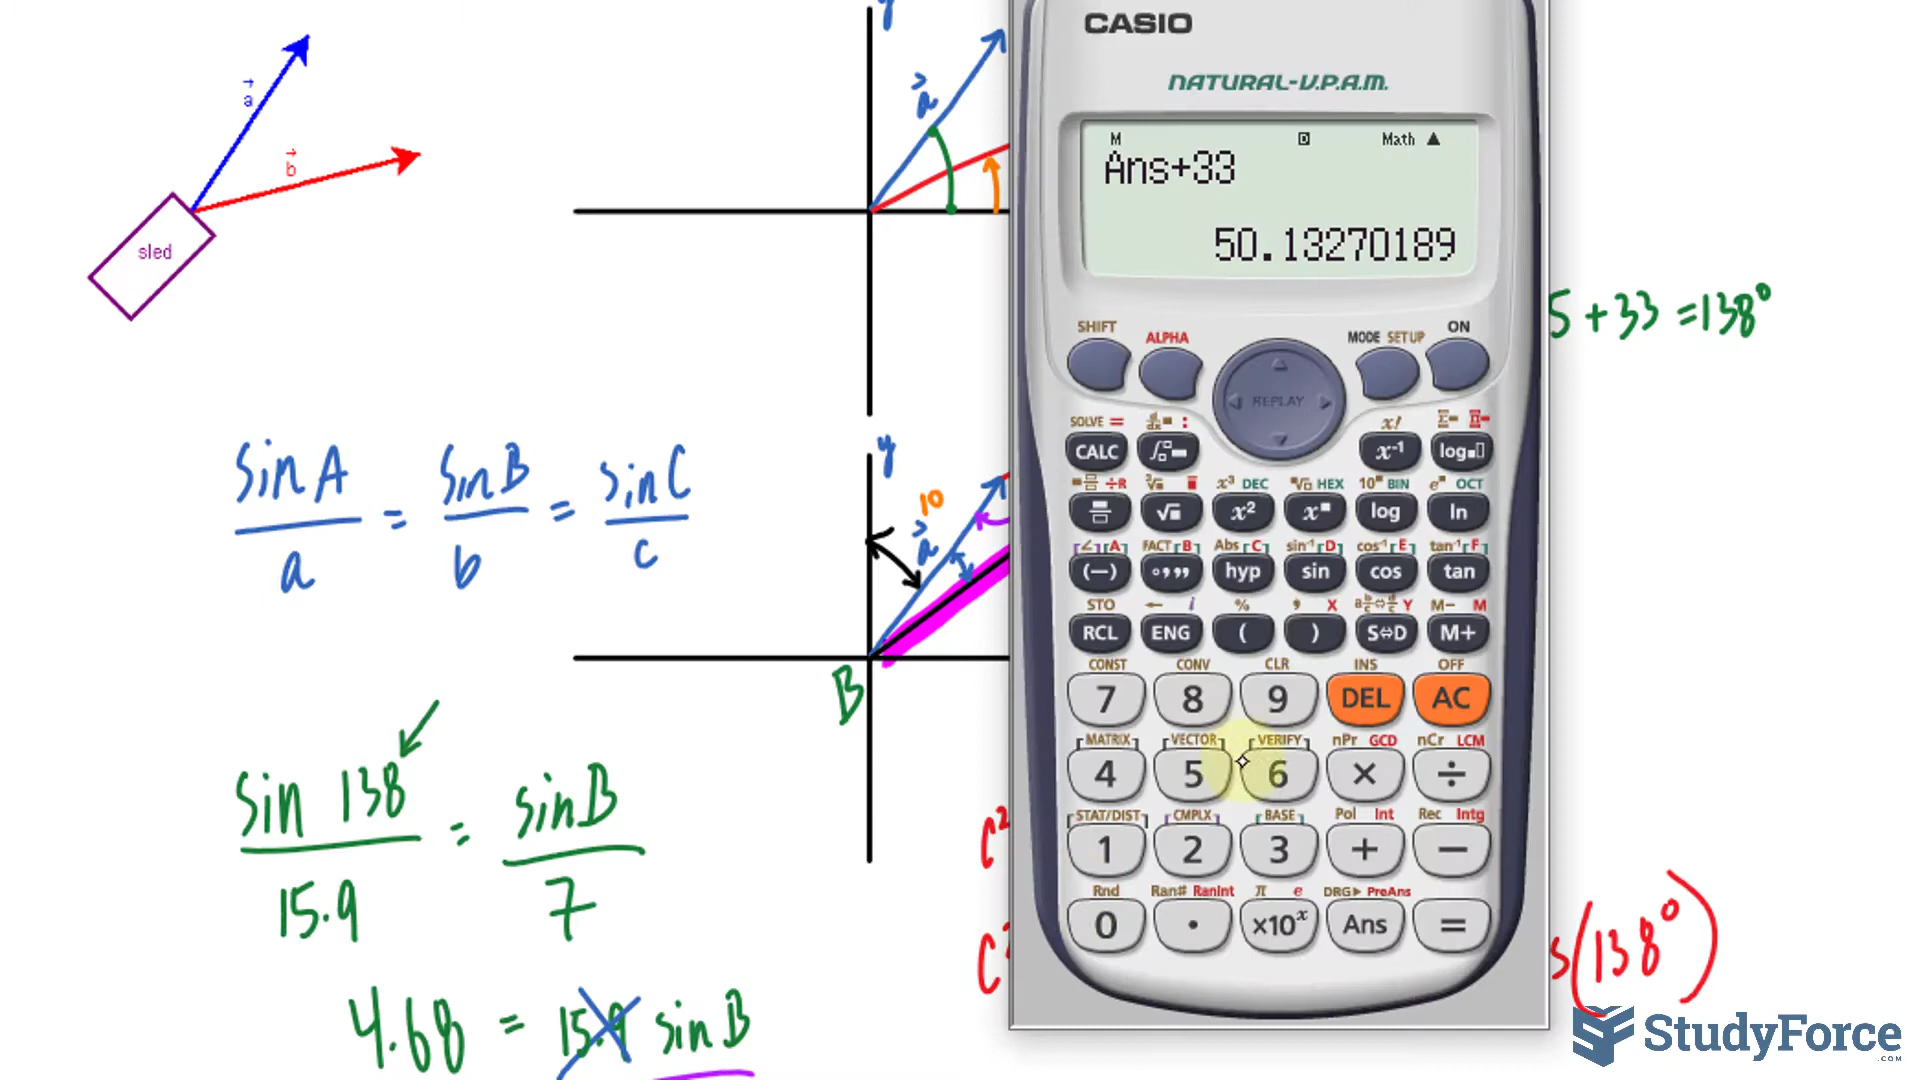 CASIO
NATURAL-V.P.A.M.
M D Math ▲
Ans+33
50.13270189
SHIFT ALPHA MODE SETUP ON
REPLAY
SOLVE = : x!
CALC x⁻¹ log
÷R x³ DEC HEX 10 BIN e OCT
√ x² log ln
∠ A FACT B Abs C sin⁻¹ D cos⁻¹ E tan⁻¹ F
(−) °,,, hyp sin cos tan
STO ← i % , X Y M− M
RCL ENG ( ) S⇔D M+
CONST CONV CLR INS OFF
7 8 9 DEL AC
MATRIX VECTOR VERIFY nPr GCD nCr LCM
4 5 6 × ÷
STAT/DIST CMPLX BASE Pol Int Rec Intg
1 2 3 + −
Rnd Ran# RanInt π e DRG▶ PreAns
0 · ×10ˣ Ans =
a⃗
b⃗
sled
y
a⃗
5 + 33 = 138°
sin A / a = sin B / b = sin C / c
y
10
a⃗
B
sin 138 / 15.9 = sin B / 7
4.68 = 15.9 sin B
c²
s(138°)
StudyForce
.COM